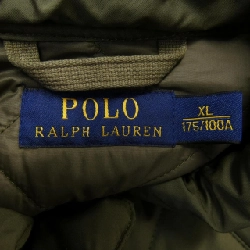 POLO
RALPH LAUREN
XL
175/100A